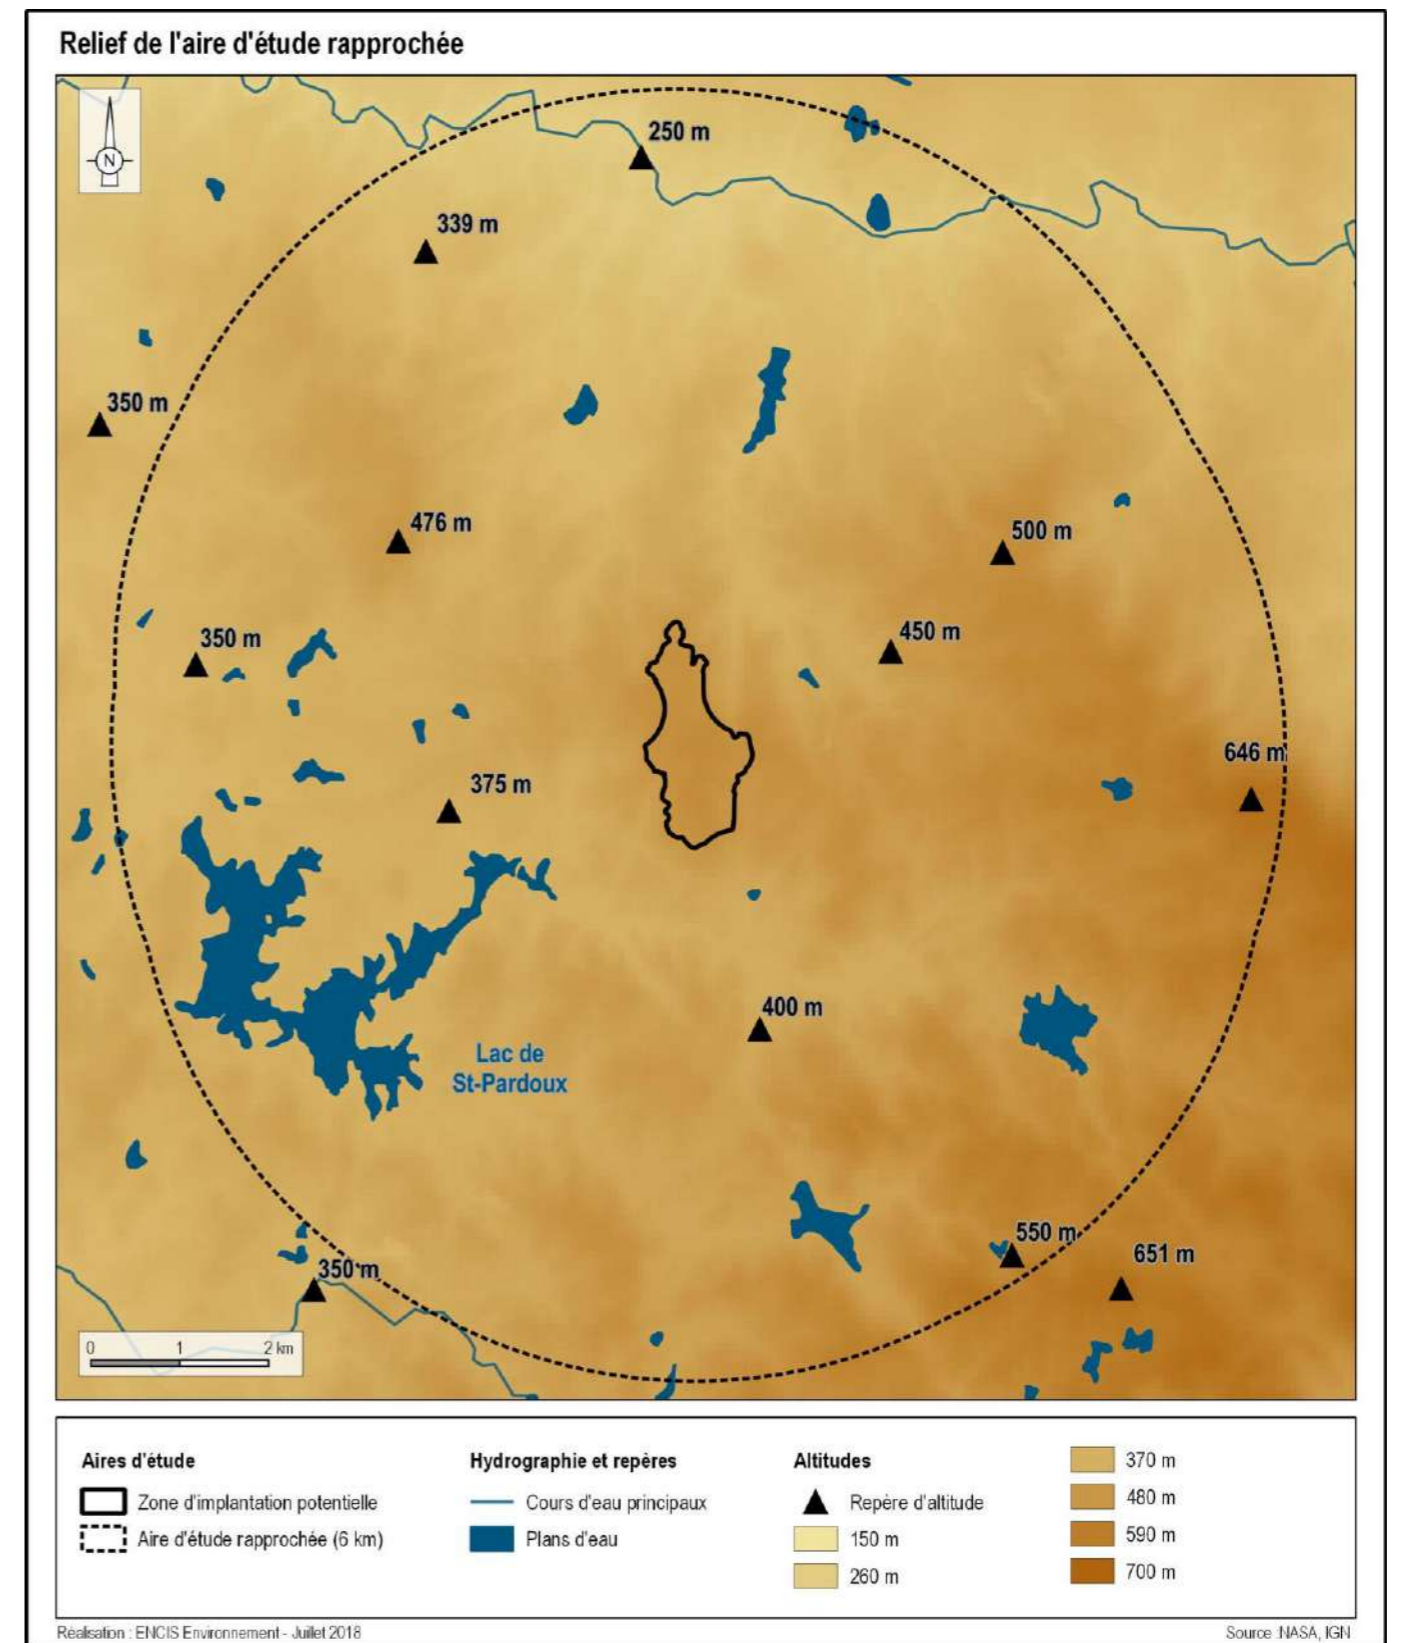 Relief de l'aire d'étude rapprochée
N
250 m
339 m
350 m
476 m
500 m
350 m
450 m
646 m
375 m
400 m
Lac de
St-Pardoux
550 m
651 m
350 m
0 1 2 km
Aires d'étude
Zone d'implantation potentielle
Aire d'étude rapprochée (6 km)
Hydrographie et repères
Cours d'eau principaux
Plans d'eau
Altitudes
Repère d'altitude
150 m
260 m
370 m
480 m
590 m
700 m
Réalisation : ENCIS Environnement - Juillet 2018
Source :NASA, IGN